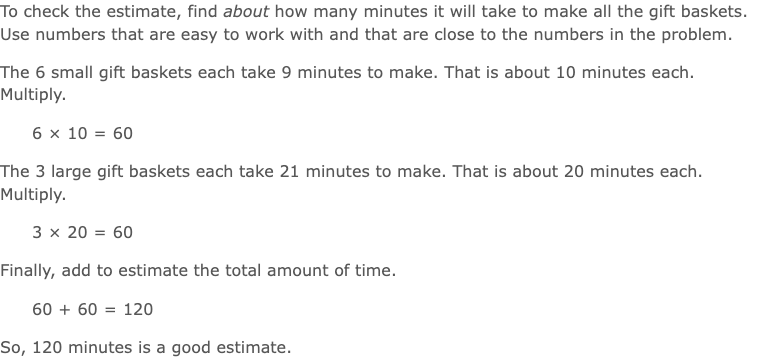 To check the estimate, find about how many minutes it will take to make all the gift baskets.
Use numbers that are easy to work with and that are close to the numbers in the problem.
The 6 small gift baskets each take 9 minutes to make. That is about 10 minutes each.
Multiply.
6 × 10 = 60
The 3 large gift baskets each take 21 minutes to make. That is about 20 minutes each.
Multiply.
3 × 20 = 60
Finally, add to estimate the total amount of time.
60 + 60 = 120
So, 120 minutes is a good estimate.